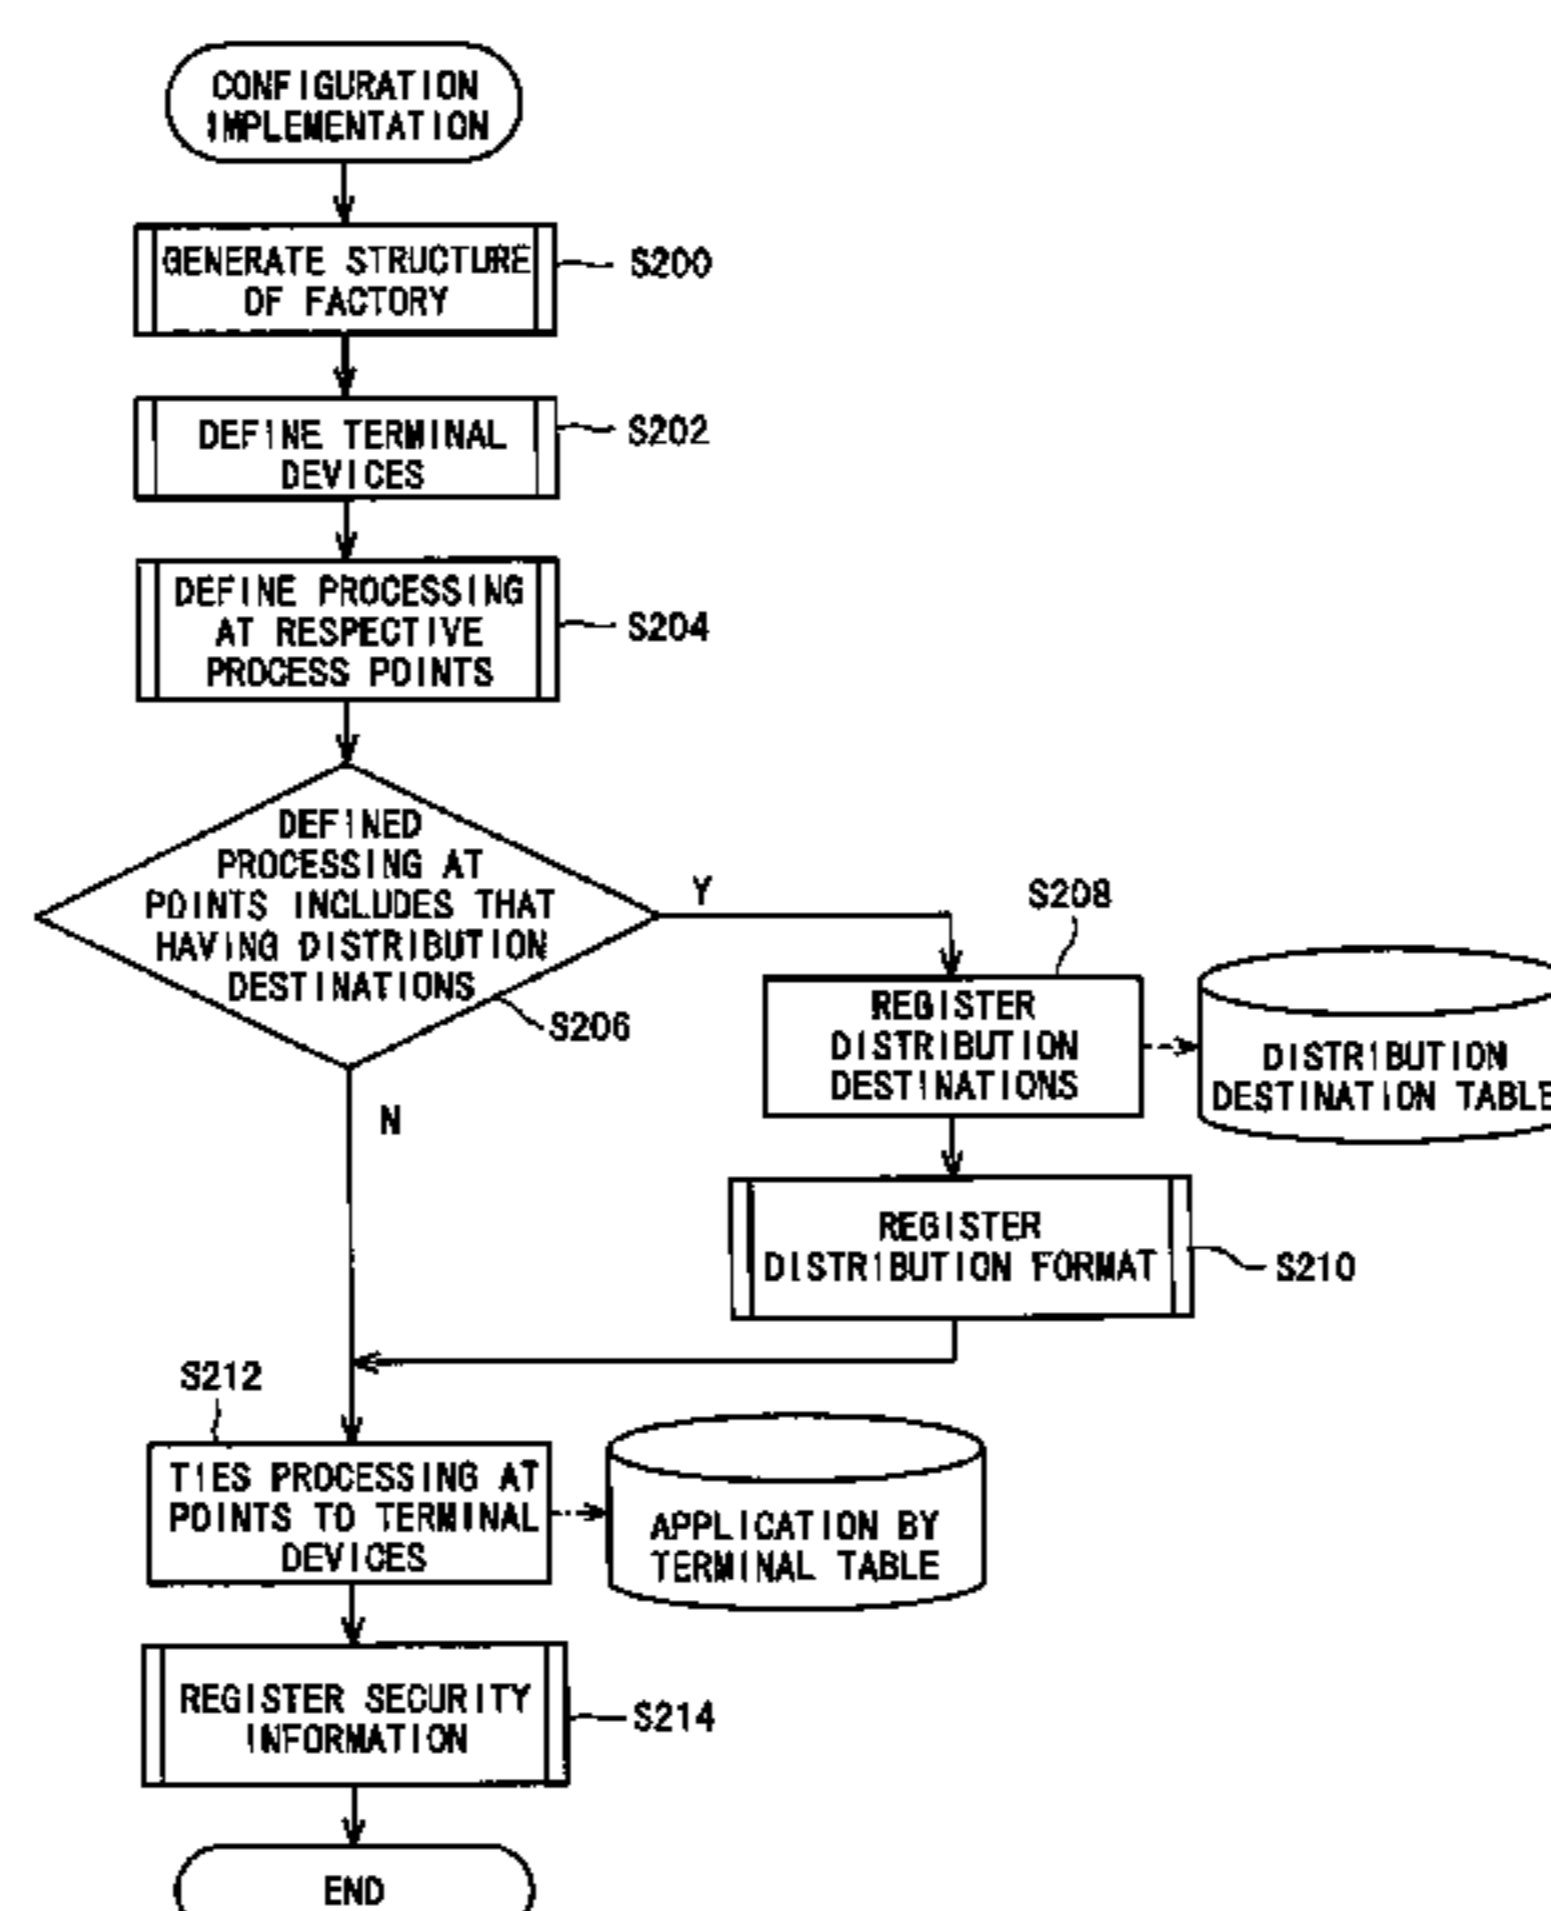 CONFIGURATION
IMPLEMENTATION
GENERATE STRUCTURE
OF FACTORY
S200
DEFINE TERMINAL
DEVICES
S202
DEFINE PROCESSING
AT RESPECTIVE
PROCESS POINTS
S204
DEFINED
PROCESSING AT
POINTS INCLUDES THAT
HAVING DISTRIBUTION
DESTINATIONS
S206
Y
N
S208
REGISTER
DISTRIBUTION
DESTINATIONS
DISTRIBUTION
DESTINATION TABLE
REGISTER
DISTRIBUTION FORMAT
S210
S212
TIES PROCESSING AT
POINTS TO TERMINAL
DEVICES
APPLICATION BY
TERMINAL TABLE
REGISTER SECURITY
INFORMATION
S214
END